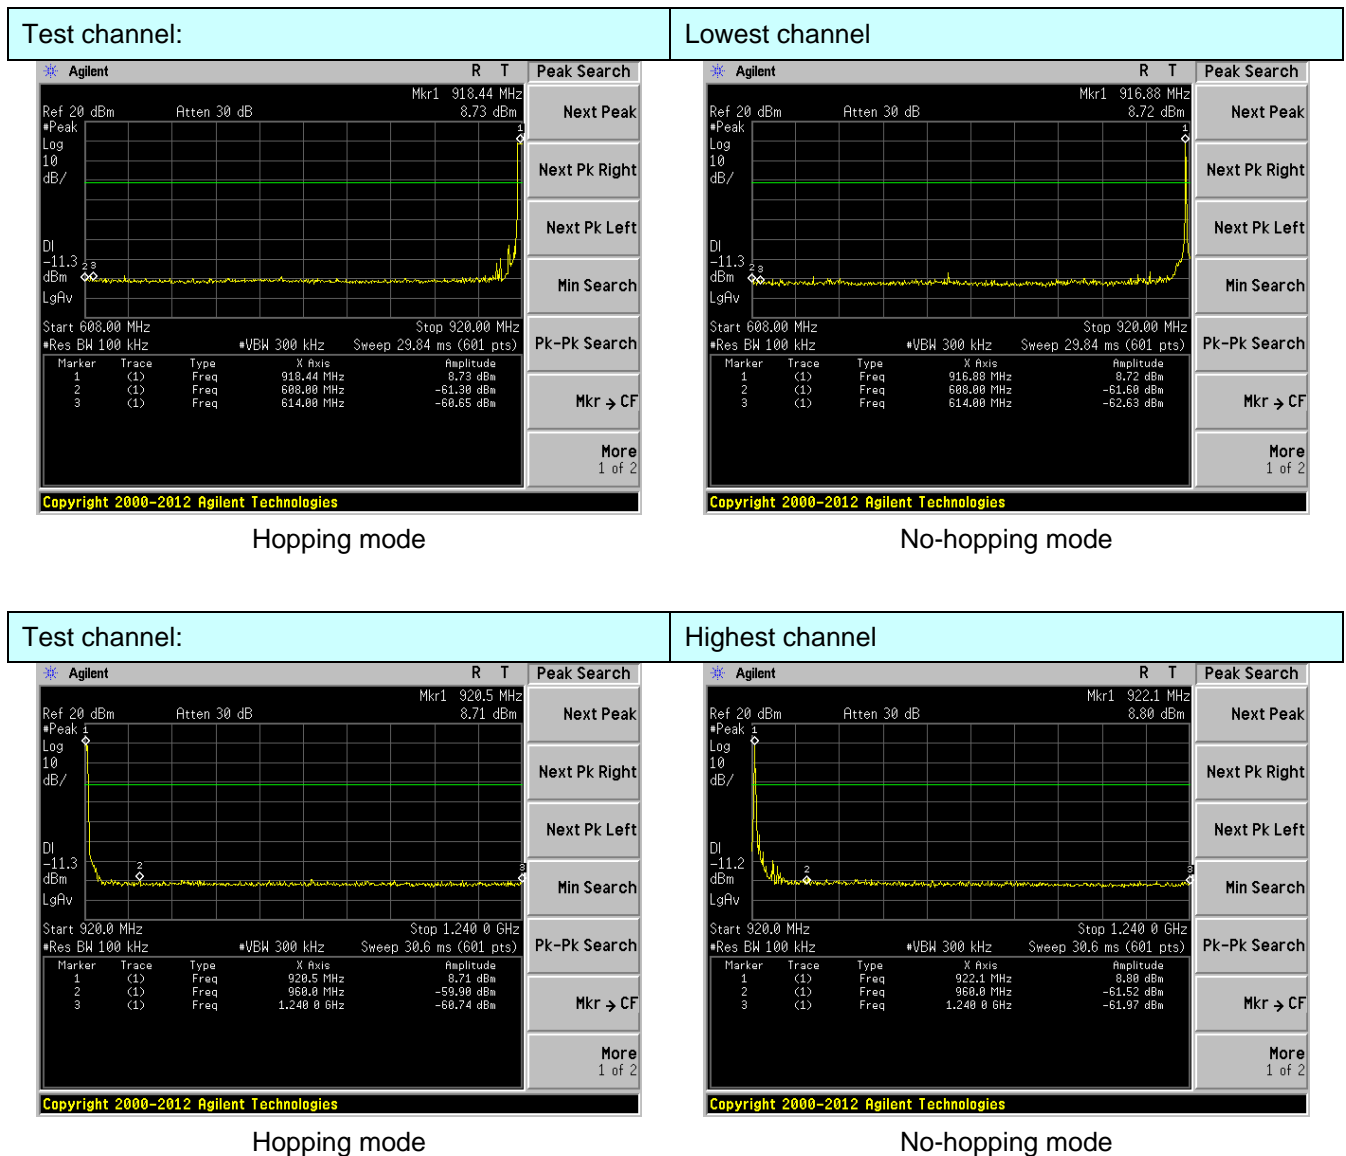 Test channel:
Lowest channel
Agilent R T Peak Search
Mkr1 918.44 MHz
Ref 20 dBm Atten 30 dB 8.73 dBm
#Peak
Log
10
dB/
1
DI
-11.3
dBm
LgAv
2 3
Start 608.00 MHz Stop 920.00 MHz
#Res BW 100 kHz #VBW 300 kHz Sweep 29.84 ms (601 pts)
Marker Trace Type X Axis Amplitude
1 (1) Freq 918.44 MHz 8.73 dBm
2 (1) Freq 608.00 MHz -61.30 dBm
3 (1) Freq 614.00 MHz -60.65 dBm
Next Peak
Next Pk Right
Next Pk Left
Min Search
Pk-Pk Search
Mkr → CF
More
1 of 2
Copyright 2000-2012 Agilent Technologies
Hopping mode
Agilent R T Peak Search
Mkr1 916.88 MHz
Ref 20 dBm Atten 30 dB 8.72 dBm
#Peak
Log
10
dB/
1
DI
-11.3
dBm
LgAv
2 3
Start 608.00 MHz Stop 920.00 MHz
#Res BW 100 kHz #VBW 300 kHz Sweep 29.84 ms (601 pts)
Marker Trace Type X Axis Amplitude
1 (1) Freq 916.88 MHz 8.72 dBm
2 (1) Freq 608.00 MHz -61.60 dBm
3 (1) Freq 614.00 MHz -62.63 dBm
Next Peak
Next Pk Right
Next Pk Left
Min Search
Pk-Pk Search
Mkr → CF
More
1 of 2
Copyright 2000-2012 Agilent Technologies
No-hopping mode
Test channel:
Highest channel
Agilent R T Peak Search
Mkr1 920.5 MHz
Ref 20 dBm Atten 30 dB 8.71 dBm
#Peak
Log
10
dB/
1
DI
-11.3
dBm
LgAv
2
3
Start 920.0 MHz Stop 1.240 0 GHz
#Res BW 100 kHz #VBW 300 kHz Sweep 30.6 ms (601 pts)
Marker Trace Type X Axis Amplitude
1 (1) Freq 920.5 MHz 8.71 dBm
2 (1) Freq 960.0 MHz -59.90 dBm
3 (1) Freq 1.240 0 GHz -60.74 dBm
Next Peak
Next Pk Right
Next Pk Left
Min Search
Pk-Pk Search
Mkr → CF
More
1 of 2
Copyright 2000-2012 Agilent Technologies
Hopping mode
Agilent R T Peak Search
Mkr1 922.1 MHz
Ref 20 dBm Atten 30 dB 8.80 dBm
#Peak
Log
10
dB/
1
DI
-11.2
dBm
LgAv
2
3
Start 920.0 MHz Stop 1.240 0 GHz
#Res BW 100 kHz #VBW 300 kHz Sweep 30.6 ms (601 pts)
Marker Trace Type X Axis Amplitude
1 (1) Freq 922.1 MHz 8.80 dBm
2 (1) Freq 960.0 MHz -61.52 dBm
3 (1) Freq 1.240 0 GHz -61.97 dBm
Next Peak
Next Pk Right
Next Pk Left
Min Search
Pk-Pk Search
Mkr → CF
More
1 of 2
Copyright 2000-2012 Agilent Technologies
No-hopping mode